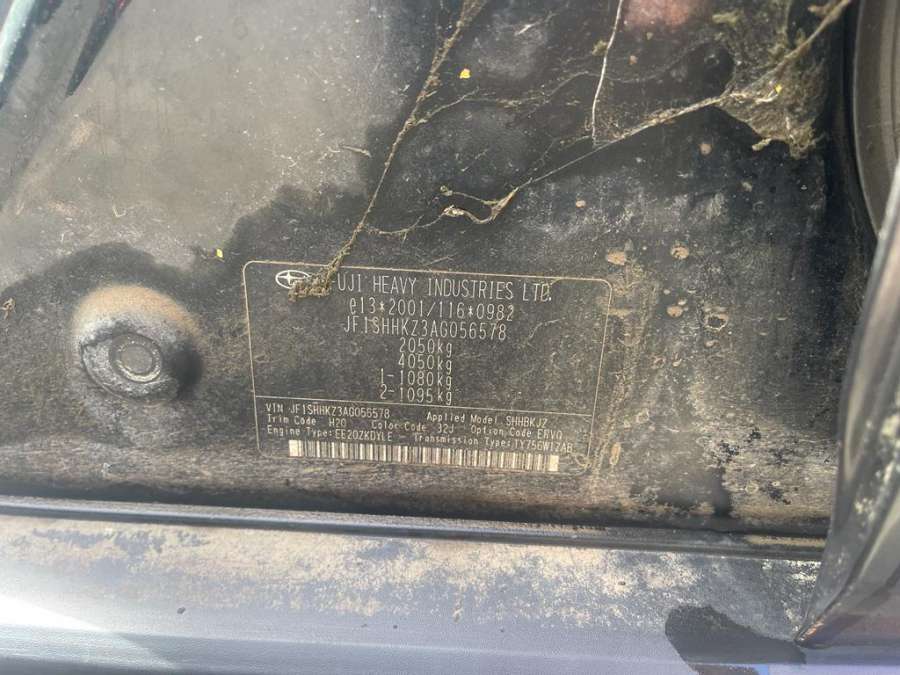 UJI HEAVY INDUSTRIES LTD.
e13*2001/116*0982
JF1SHHKZ3AG056578
2050kg
4050kg
1-1080kg
2-1095kg
VIN JF1SHHKZ3AG056578 Applied Model SHHBKJZ
Trim Code H20 Color Code 32J Option Code ERVO
Engine Type:EE20ZKDYLE - Transmission Type: